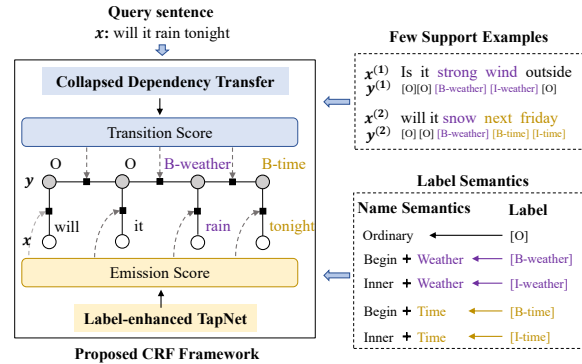 Query sentence
x: will it rain tonight
Collapsed Dependency Transfer
Transition Score
O O B-weather B-time
y
x will it rain tonight
Emission Score
Label-enhanced TapNet
Proposed CRF Framework
Few Support Examples
x(1) Is it strong wind outside
y(1) [O][O] [B-weather] [I-weather] [O]
x(2) will it snow next friday
y(2) [O] [O] [B-weather] [B-time] [I-time]
Label Semantics
Name Semantics Label
Ordinary [O]
Begin + Weather [B-weather]
Inner + Weather [I-weather]
Begin + Time [B-time]
Inner + Time [I-time]